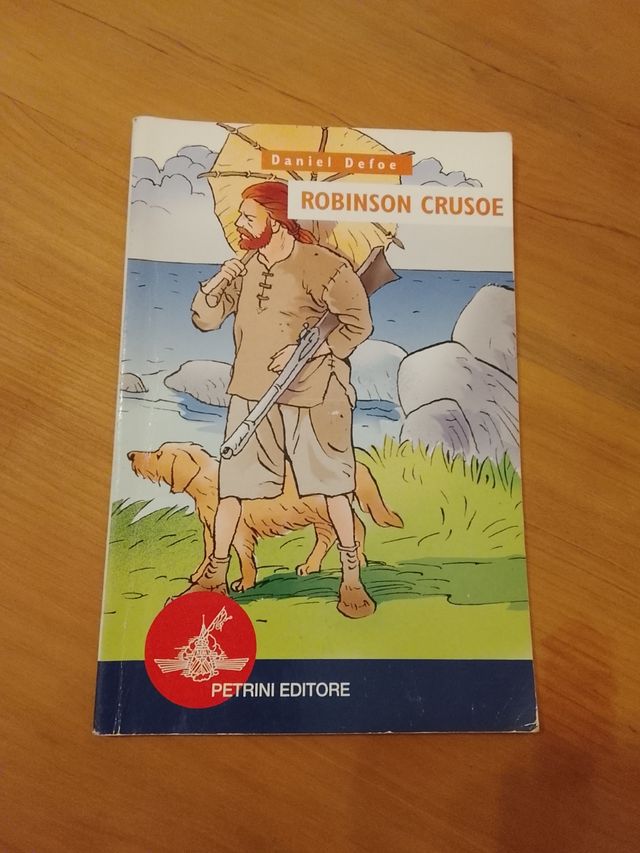 Daniel Defoe
ROBINSON CRUSOE
PETRINI EDITORE